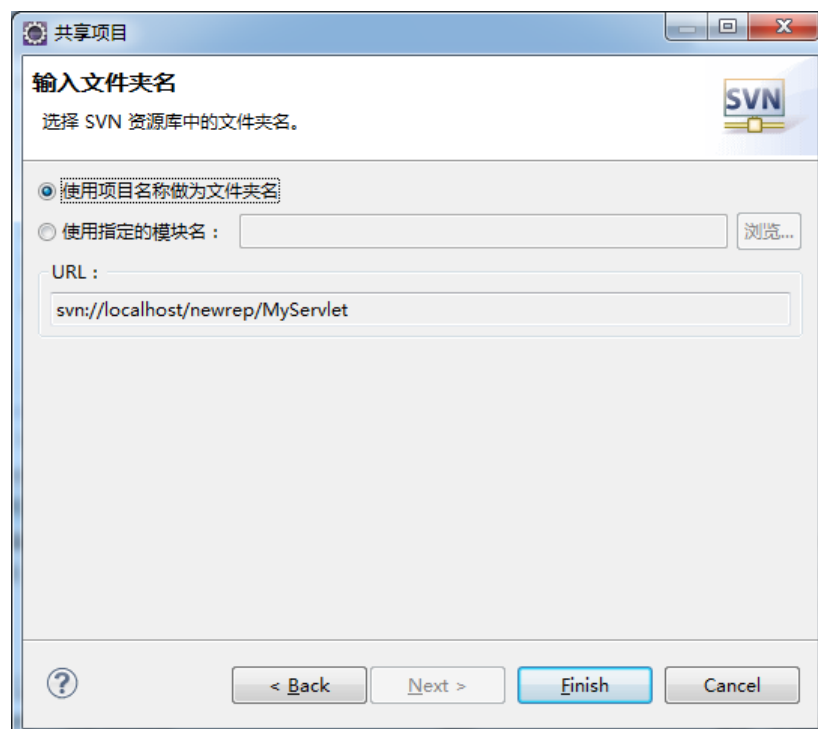 共享项目
输入文件夹名
选择 SVN 资源库中的文件夹名。
SVN
使用项目名称做为文件夹名
使用指定的模块名： 浏览...
URL：
svn://localhost/newrep/MyServlet
? < Back Next > Finish Cancel